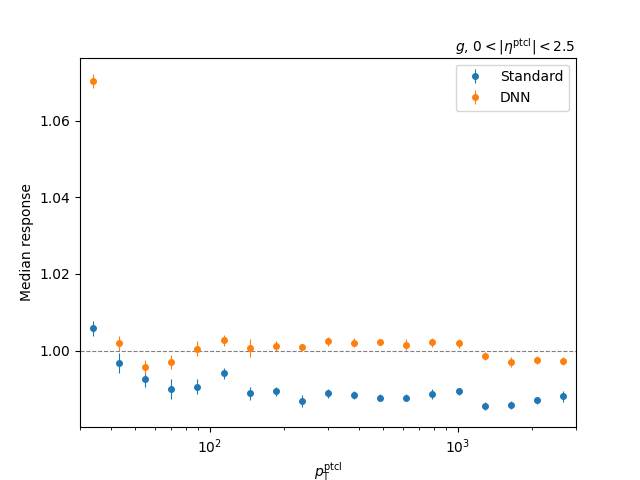 g, 0 < |η^ptcl| < 2.5
Standard
DNN
1.06
1.04
1.02
1.00
Median response
10^2
10^3
p_T^ptcl